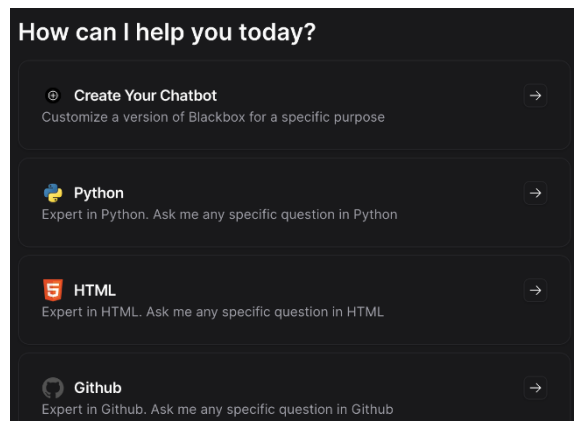 How can I help you today?
Create Your Chatbot
Customize a version of Blackbox for a specific purpose
Python
Expert in Python. Ask me any specific question in Python
5 HTML
Expert in HTML. Ask me any specific question in HTML
Github
Expert in Github. Ask me any specific question in Github